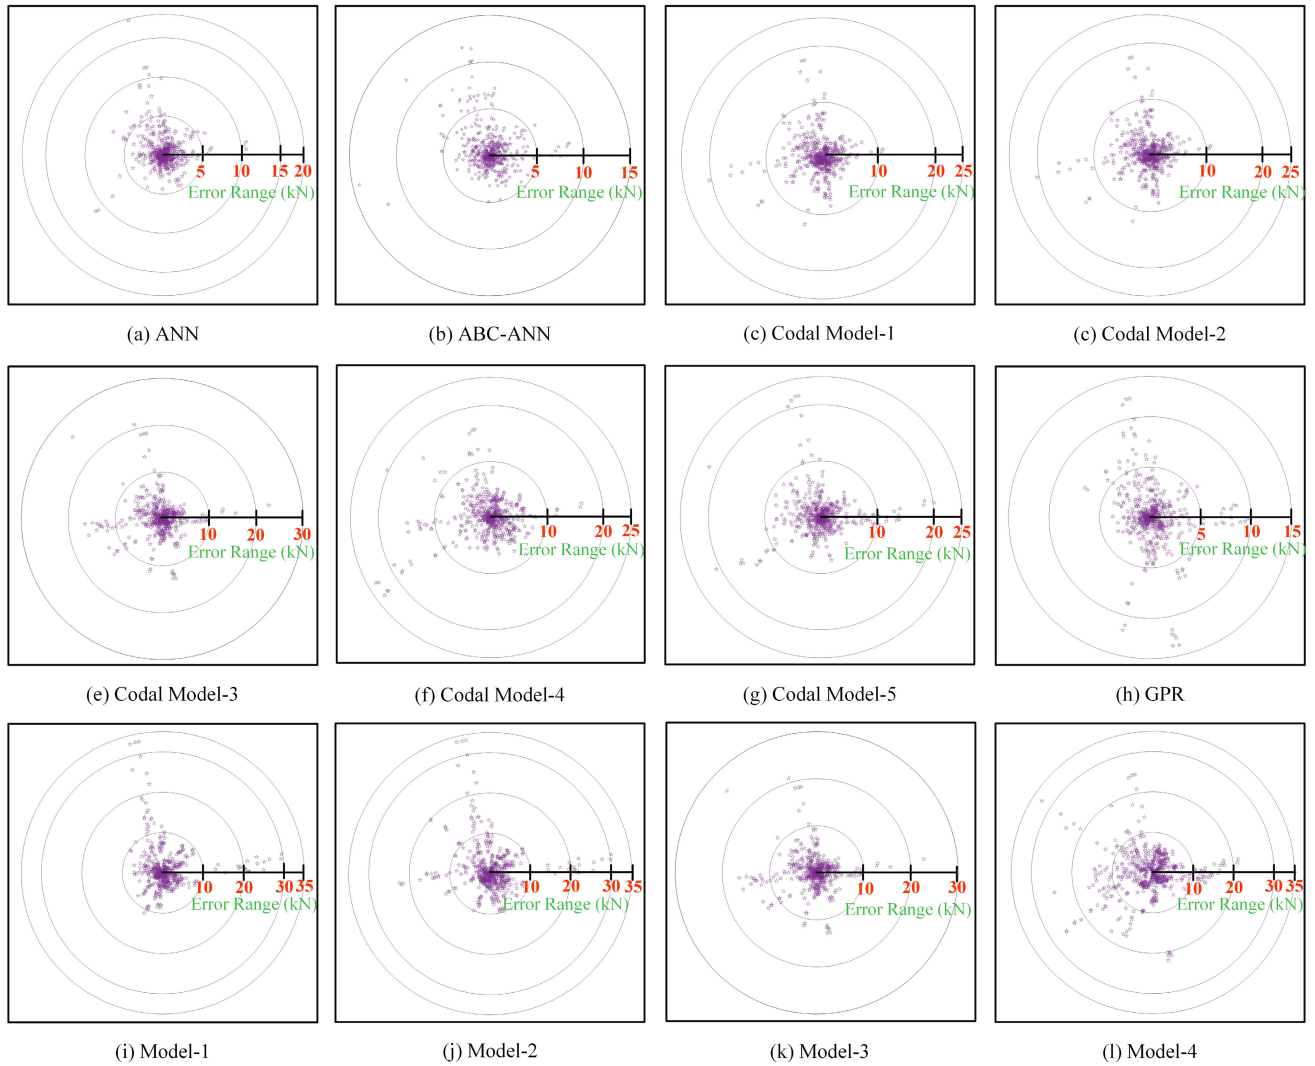 5 10 15 20
Error Range (kN)
5 10 15
Error Range (kN)
10 20 25
Error Range (kN)
10 20 25
Error Range (kN)
(a) ANN
(b) ABC-ANN
(c) Codal Model-1
(c) Codal Model-2
10 20 30
Error Range (kN)
10 20 25
Error Range (kN)
10 20 25
Error Range (kN)
5 10 15
Error Range (kN)
(e) Codal Model-3
(f) Codal Model-4
(g) Codal Model-5
(h) GPR
10 20 30 35
Error Range (kN)
10 20 30 35
Error Range (kN)
10 20 30
Error Range (kN)
10 20 30 35
Error Range (kN)
(i) Model-1
(j) Model-2
(k) Model-3
(l) Model-4